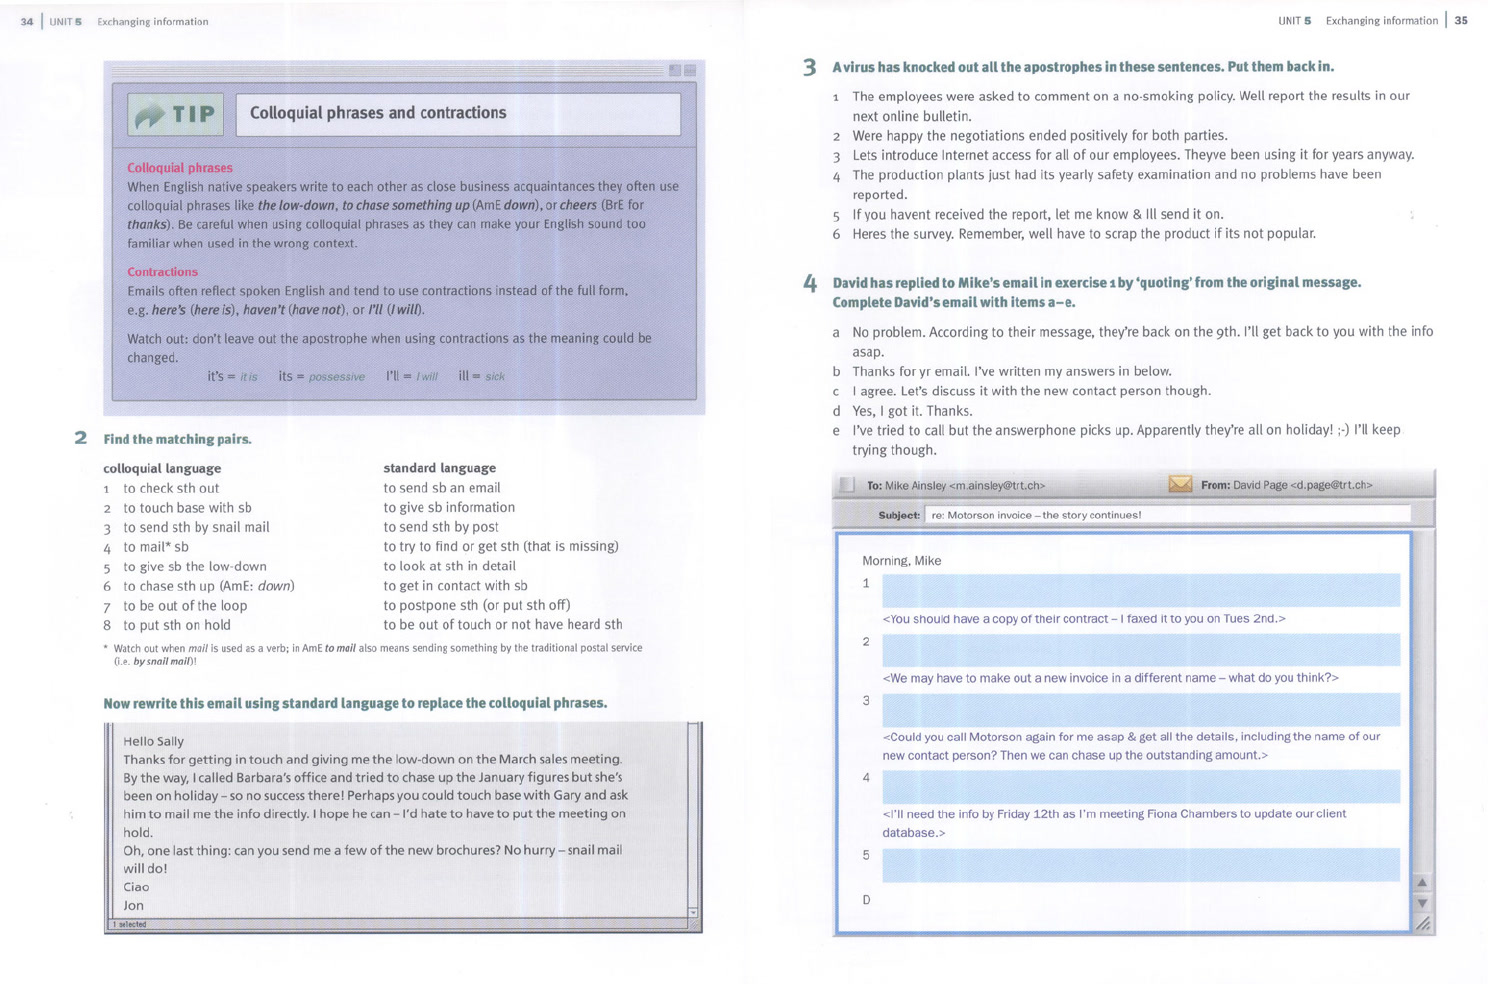 34 | UNIT 5 Exchanging information
TIP
Colloquial phrases and contractions
Colloquial phrases
When English native speakers write to each other as close business acquaintances they often use
colloquial phrases like the low-down, to chase something up (AmE down), or cheers (BrE for
thanks). Be careful when using colloquial phrases as they can make your English sound too
familiar when used in the wrong context.
Contractions
Emails often reflect spoken English and tend to use contractions instead of the full form,
e.g. here's (here is), haven't (have not), or I'll (I will).
Watch out: don't leave out the apostrophe when using contractions as the meaning could be
changed.
it's = it is its = possessive I'll = I will ill = sick
2 Find the matching pairs.
colloquial language standard language
1 to check sth out to send sb an email
2 to touch base with sb to give sb information
3 to send sth by snail mail to send sth by post
4 to mail* sb to try to find or get sth (that is missing)
5 to give sb the low-down to look at sth in detail
6 to chase sth up (AmE: down) to get in contact with sb
7 to be out of the loop to postpone sth (or put sth off)
8 to put sth on hold to be out of touch or not have heard sth
* Watch out when mail is used as a verb; in AmE to mail also means sending something by the traditional postal service
(i.e. by snail mail)!
Now rewrite this email using standard language to replace the colloquial phrases.
Hello Sally
Thanks for getting in touch and giving me the low-down on the March sales meeting.
By the way, I called Barbara's office and tried to chase up the January figures but she's
been on holiday – so no success there! Perhaps you could touch base with Gary and ask
him to mail me the info directly. I hope he can – I'd hate to have to put the meeting on
hold.
Oh, one last thing: can you send me a few of the new brochures? No hurry – snail mail
will do!
Ciao
Jon
1 selected
UNIT 5 Exchanging information | 35
3 A virus has knocked out all the apostrophes in these sentences. Put them back in.
1 The employees were asked to comment on a no-smoking policy. Well report the results in our
next online bulletin.
2 Were happy the negotiations ended positively for both parties.
3 Lets introduce Internet access for all of our employees. Theyve been using it for years anyway.
4 The production plants just had its yearly safety examination and no problems have been
reported.
5 If you havent received the report, let me know & Ill send it on.
6 Heres the survey. Remember, well have to scrap the product if its not popular.
4 David has replied to Mike's email in exercise 1 by 'quoting' from the original message.
Complete David's email with items a–e.
a No problem. According to their message, they're back on the 9th. I'll get back to you with the info
asap.
b Thanks for yr email. I've written my answers in below.
c I agree. Let's discuss it with the new contact person though.
d Yes, I got it. Thanks.
e I've tried to call but the answerphone picks up. Apparently they're all on holiday! ;-) I'll keep
trying though.
To: Mike Ainsley <m.ainsley@trt.ch> From: David Page <d.page@trt.ch>
Subject: re: Motorson invoice – the story continues!
Morning, Mike
1
<You should have a copy of their contract – I faxed it to you on Tues 2nd.>
2
<We may have to make out a new invoice in a different name – what do you think?>
3
<Could you call Motorson again for me asap & get all the details, including the name of our
new contact person? Then we can chase up the outstanding amount.>
4
<I'll need the info by Friday 12th as I'm meeting Fiona Chambers to update our client
database.>
5
D